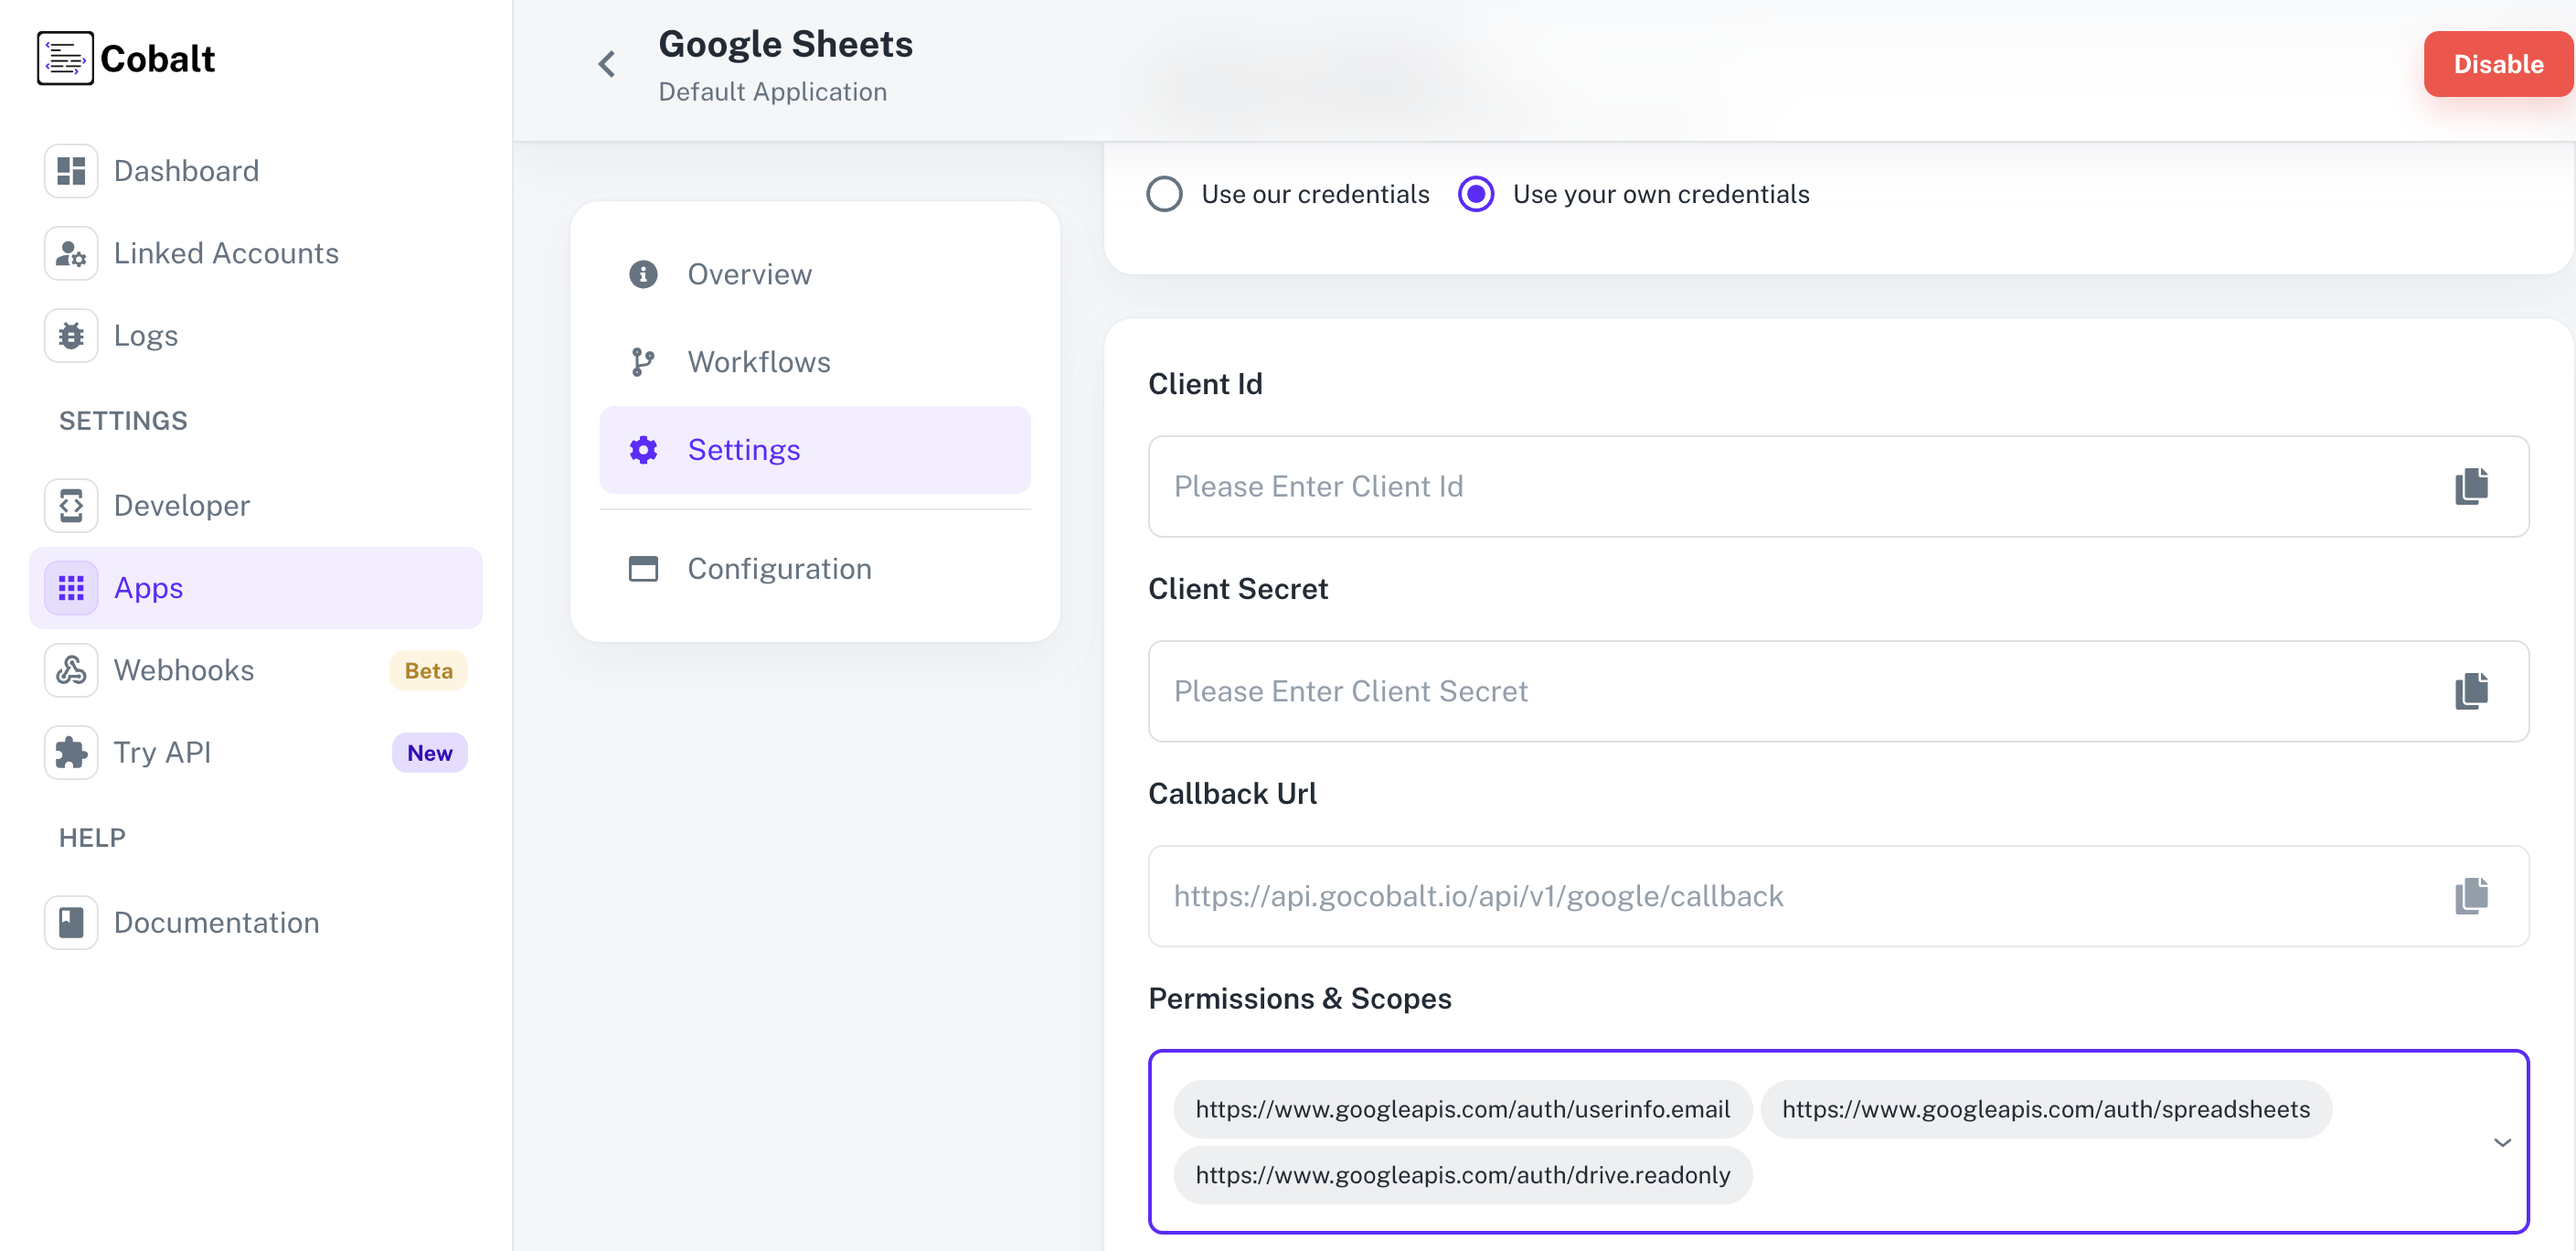 Cobalt
Dashboard
Linked Accounts
Logs
SETTINGS
Developer
Apps
Webhooks Beta
Try API New
HELP
Documentation
Google Sheets
Default Application
Disable
Overview
Workflows
Settings
Configuration
Use our credentials Use your own credentials
Client Id
Please Enter Client Id
Client Secret
Please Enter Client Secret
Callback Url
https://api.gocobalt.io/api/v1/google/callback
Permissions & Scopes
https://www.googleapis.com/auth/userinfo.email https://www.googleapis.com/auth/spreadsheets
https://www.googleapis.com/auth/drive.readonly